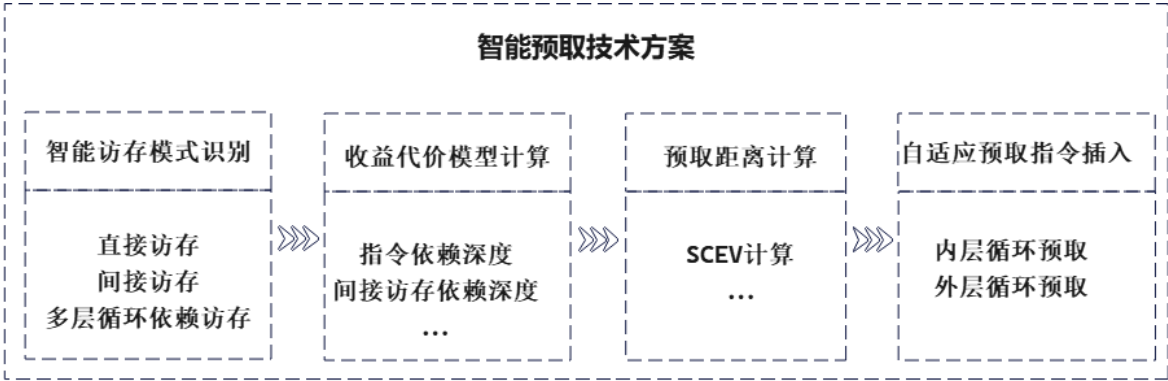 智能预取技术方案
智能访存模式识别
直接访存
间接访存
多层循环依赖访存
收益代价模型计算
指令依赖深度
间接访存依赖深度
...
预取距离计算
SCEV计算
...
自适应预取指令插入
内层循环预取
外层循环预取